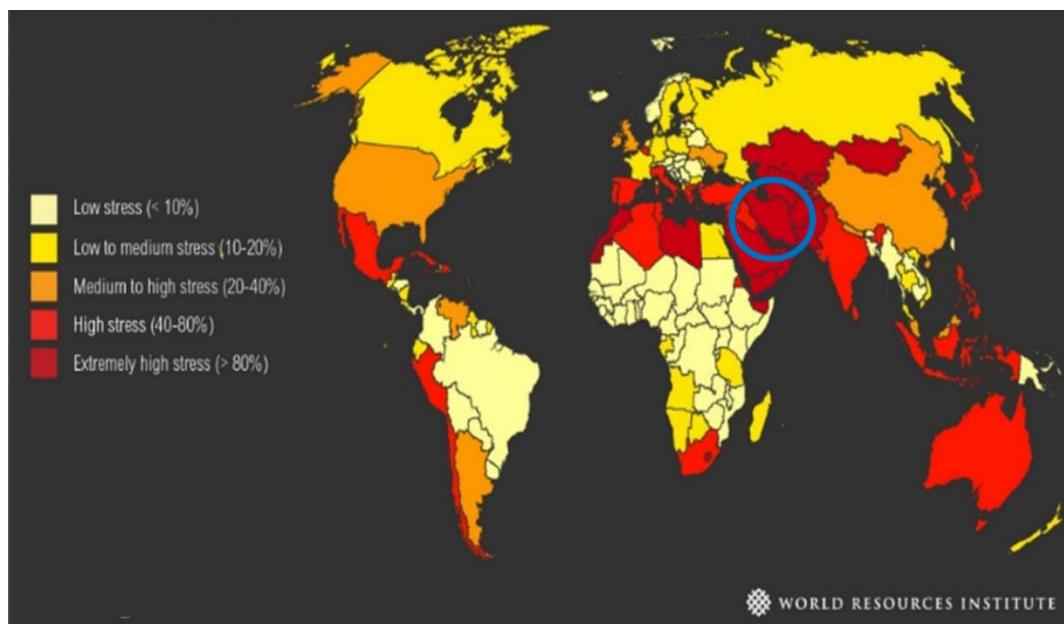 Low stress (< 10%)
Low to medium stress (10-20%)
Medium to high stress (20-40%)
High stress (40-80%)
Extremely high stress (> 80%)
WORLD RESOURCES INSTITUTE